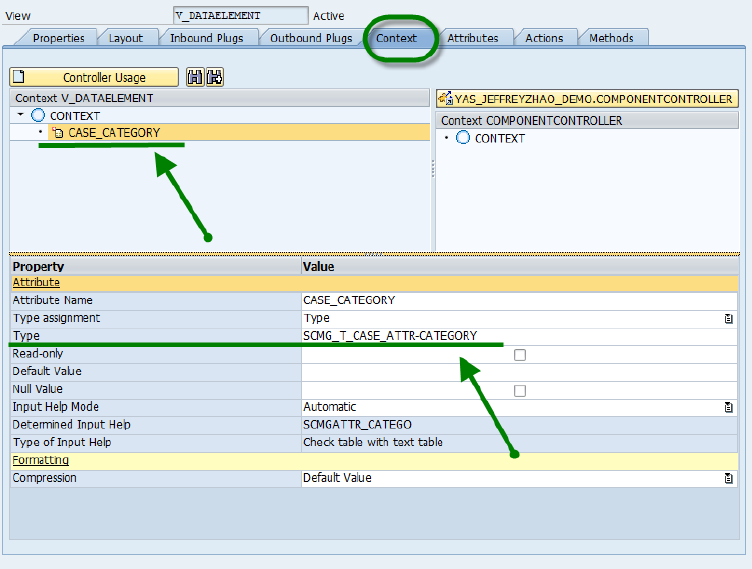 View V_DATAELEMENT Active
Properties Layout Inbound Plugs Outbound Plugs Context Attributes Actions Methods
Controller Usage
Context V_DATAELEMENT
CONTEXT
CASE_CATEGORY
YAS_JEFFREYZHAO_DEMO.COMPONENTCONTROLLER
Context COMPONENTCONTROLLER
CONTEXT
Property Value
Attribute
Attribute Name CASE_CATEGORY
Type assignment Type
Type SCMG_T_CASE_ATTR-CATEGORY
Read-only
Default Value
Null Value
Input Help Mode Automatic
Determined Input Help SCMGATTR_CATEGO
Type of Input Help Check table with text table
Formatting
Compression Default Value